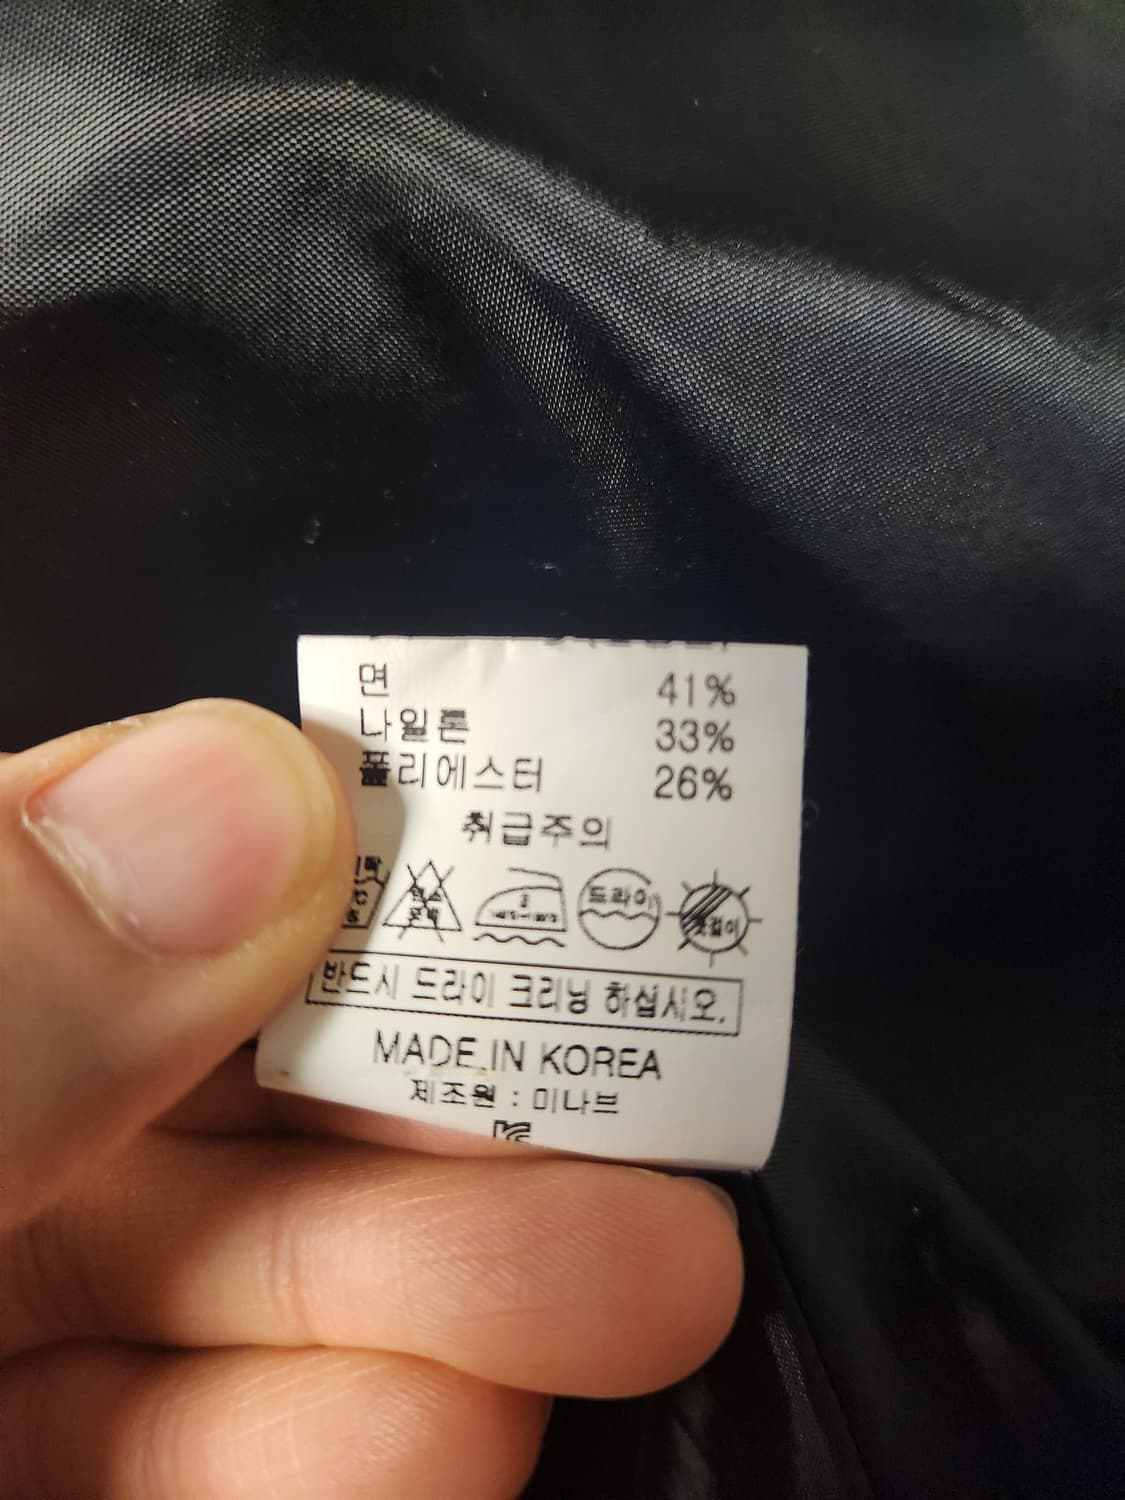 면 41%
나일론 33%
폴리에스터 26%
취급주의
드라이
반드시 드라이 크리닝 하십시오.
MADE IN KOREA
제조원 : 미나브